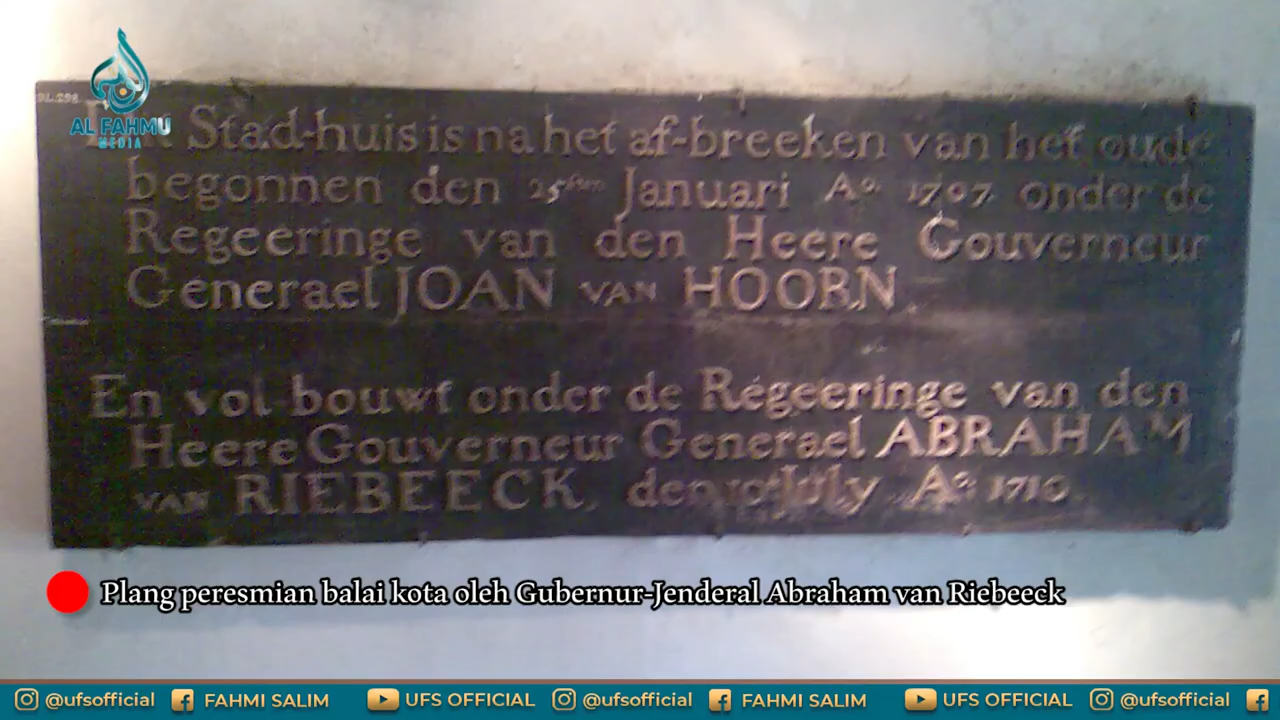 AL FAHMU
MEDIA
Stad-huis is na het af-breeken van het oude
begonnen den 25sten Januari Ao. 1707. onder de
Regeeringe van den Heere Gouverneur
Generael JOAN VAN HOORN.
En vol bouwt onder de Regeeringe van den
Heere Gouverneur Generael ABRAHAM
VAN RIEBEECK, den July Ao. 1710.
Plang peresmian balai kota oleh Gubernur-Jenderal Abraham van Riebeeck
@ufsofficial FAHMI SALIM UFS OFFICIAL @ufsofficial FAHMI SALIM UFS OFFICIAL @ufsofficial